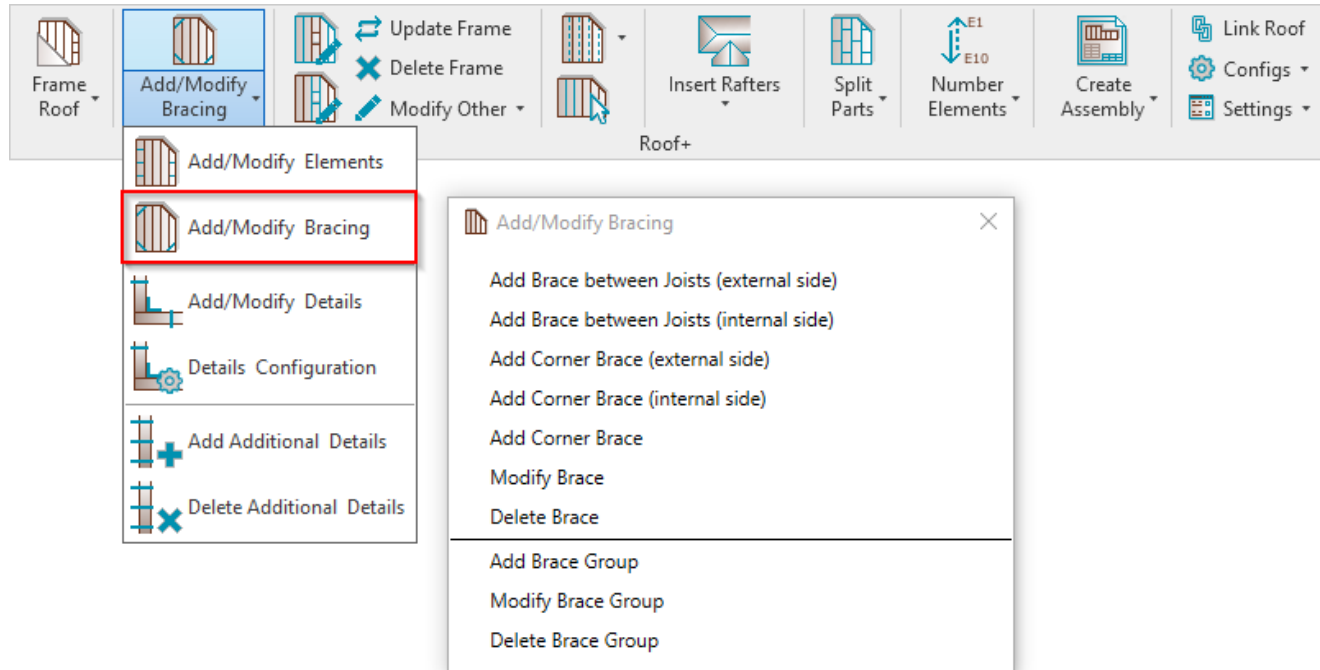 Frame
Roof
Add/Modify
Bracing
Update Frame
Delete Frame
Modify Other
Insert Rafters
Split
Parts
E1
E10
Number
Elements
Create
Assembly
Link Roof
Configs
Settings
Roof+
Add/Modify Elements
Add/Modify Bracing
Add/Modify Details
Details Configuration
Add Additional Details
Delete Additional Details
Add/Modify Bracing
Add Brace between Joists (external side)
Add Brace between Joists (internal side)
Add Corner Brace (external side)
Add Corner Brace (internal side)
Add Corner Brace
Modify Brace
Delete Brace
Add Brace Group
Modify Brace Group
Delete Brace Group